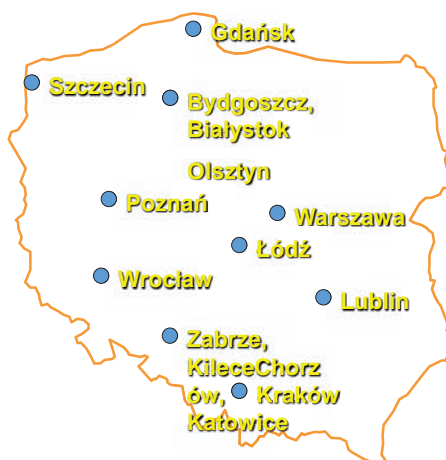 Gdańsk
Szczecin
Bydgoszcz,
Białystok
Olsztyn
Poznań
Warszawa
Łódź
Wrocław
Lublin
Zabrze,
KileceChorz
ów,
Kraków
Katowice